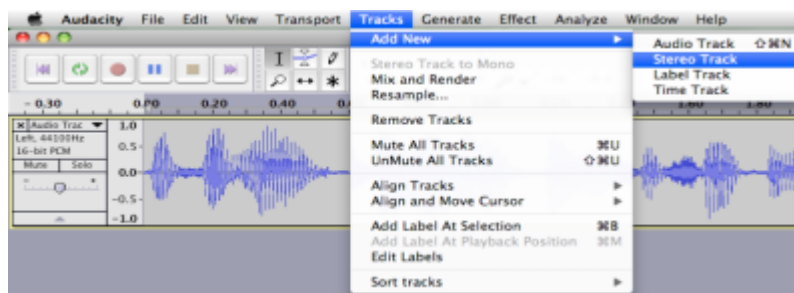 Audacity File Edit View Transport Tracks Generate Effect Analyze Window Help
Add New
Audio Track ⇧⌘N
Stereo Track
Label Track
Time Track
Stereo Track to Mono
Mix and Render
Resample...
Remove Tracks
Mute All Tracks ⌘U
UnMute All Tracks ⇧⌘U
Align Tracks
Align and Move Cursor
Add Label At Selection ⌘B
Add Label At Playback Position ⌘M
Edit Labels
Sort tracks
- 0.30 0.00 0.20 0.40 1.60 1.80
Audio Trac
Left, 44100Hz
16-bit PCM
Mute Solo
- +
1.0
0.5
0.0
-0.5
-1.0